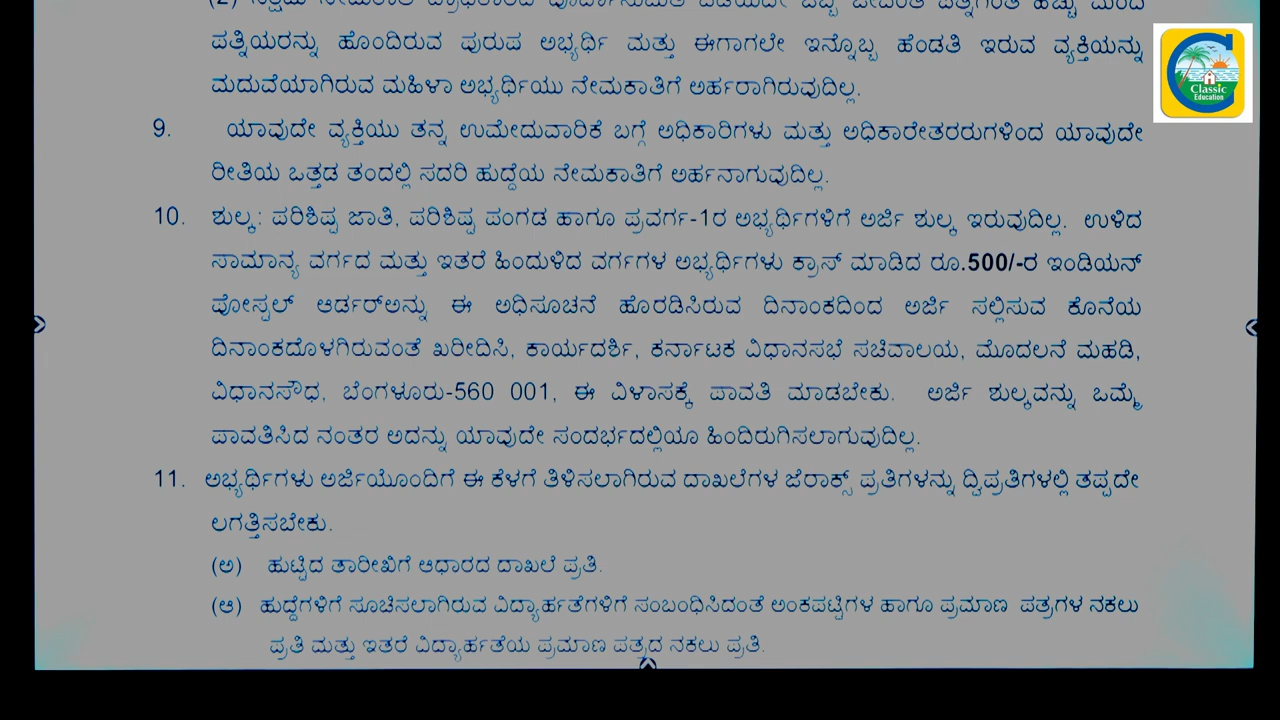 ಪತ್ನಿಯರನ್ನು ಹೊಂದಿರುವ ಪುರುಷ ಅಭ್ಯರ್ಥಿ ಮತ್ತು ಈಗಾಗಲೇ ಇನ್ನೊಬ್ಬ ಹೆಂಡತಿ ಇರುವ ವ್ಯಕ್ತಿಯನ್ನು
ಮದುವೆಯಾಗಿರುವ ಮಹಿಳಾ ಅಭ್ಯರ್ಥಿಯು ನೇಮಕಾತಿಗೆ ಅರ್ಹರಾಗಿರುವುದಿಲ್ಲ.
9. ಯಾವುದೇ ವ್ಯಕ್ತಿಯು ತನ್ನ ಉಮೇದುವಾರಿಕೆ ಬಗ್ಗೆ ಅಧಿಕಾರಿಗಳು ಮತ್ತು ಅಧಿಕಾರೇತರರುಗಳಿಂದ ಯಾವುದೇ
ರೀತಿಯ ಒತ್ತಡ ತಂದಲ್ಲಿ ಸದರಿ ಹುದ್ದೆಯ ನೇಮಕಾತಿಗೆ ಅರ್ಹನಾಗುವುದಿಲ್ಲ.
10. ಶುಲ್ಕ: ಪರಿಶಿಷ್ಟ ಜಾತಿ, ಪರಿಶಿಷ್ಟ ಪಂಗಡ ಹಾಗೂ ಪ್ರವರ್ಗ-1ರ ಅಭ್ಯರ್ಥಿಗಳಿಗೆ ಅರ್ಜಿ ಶುಲ್ಕ ಇರುವುದಿಲ್ಲ. ಉಳಿದ
ಸಾಮಾನ್ಯ ವರ್ಗದ ಮತ್ತು ಇತರೆ ಹಿಂದುಳಿದ ವರ್ಗಗಳ ಅಭ್ಯರ್ಥಿಗಳು ಕ್ರಾಸ್ ಮಾಡಿದ ರೂ.500/-ರ ಇಂಡಿಯನ್
ಪೋಸ್ಟಲ್ ಆರ್ಡರ್‌ಅನ್ನು ಈ ಅಧಿಸೂಚನೆ ಹೊರಡಿಸಿರುವ ದಿನಾಂಕದಿಂದ ಅರ್ಜಿ ಸಲ್ಲಿಸುವ ಕೊನೆಯ
ದಿನಾಂಕದೊಳಗಿರುವಂತೆ ಖರೀದಿಸಿ, ಕಾರ್ಯದರ್ಶಿ, ಕರ್ನಾಟಕ ವಿಧಾನಸಭೆ ಸಚಿವಾಲಯ, ಮೊದಲನೆ ಮಹಡಿ,
ವಿಧಾನಸೌಧ, ಬೆಂಗಳೂರು-560 001, ಈ ವಿಳಾಸಕ್ಕೆ ಪಾವತಿ ಮಾಡಬೇಕು. ಅರ್ಜಿ ಶುಲ್ಕವನ್ನು ಒಮ್ಮೆ
ಪಾವತಿಸಿದ ನಂತರ ಅದನ್ನು ಯಾವುದೇ ಸಂದರ್ಭದಲ್ಲಿಯೂ ಹಿಂದಿರುಗಿಸಲಾಗುವುದಿಲ್ಲ.
11. ಅಭ್ಯರ್ಥಿಗಳು ಅರ್ಜಿಯೊಂದಿಗೆ ಈ ಕೆಳಗೆ ತಿಳಿಸಲಾಗಿರುವ ದಾಖಲೆಗಳ ಜೆರಾಕ್ಸ್ ಪ್ರತಿಗಳನ್ನು ದ್ವಿಪ್ರತಿಗಳಲ್ಲಿ ತಪ್ಪದೇ
ಲಗತ್ತಿಸಬೇಕು.
(ಅ) ಹುಟ್ಟಿದ ತಾರೀಖಿಗೆ ಆಧಾರದ ದಾಖಲೆ ಪ್ರತಿ.
(ಆ) ಹುದ್ದೆಗಳಿಗೆ ಸೂಚಿಸಲಾಗಿರುವ ವಿದ್ಯಾರ್ಹತೆಗಳಿಗೆ ಸಂಬಂಧಿಸಿದಂತೆ ಅಂಕಪಟ್ಟಿಗಳ ಹಾಗೂ ಪ್ರಮಾಣ ಪತ್ರಗಳ ನಕಲು
ಪ್ರತಿ ಮತ್ತು ಇತರೆ ವಿದ್ಯಾರ್ಹತೆಯ ಪ್ರಮಾಣ ಪತ್ರದ ನಕಲು ಪ್ರತಿ.
Classic
Education